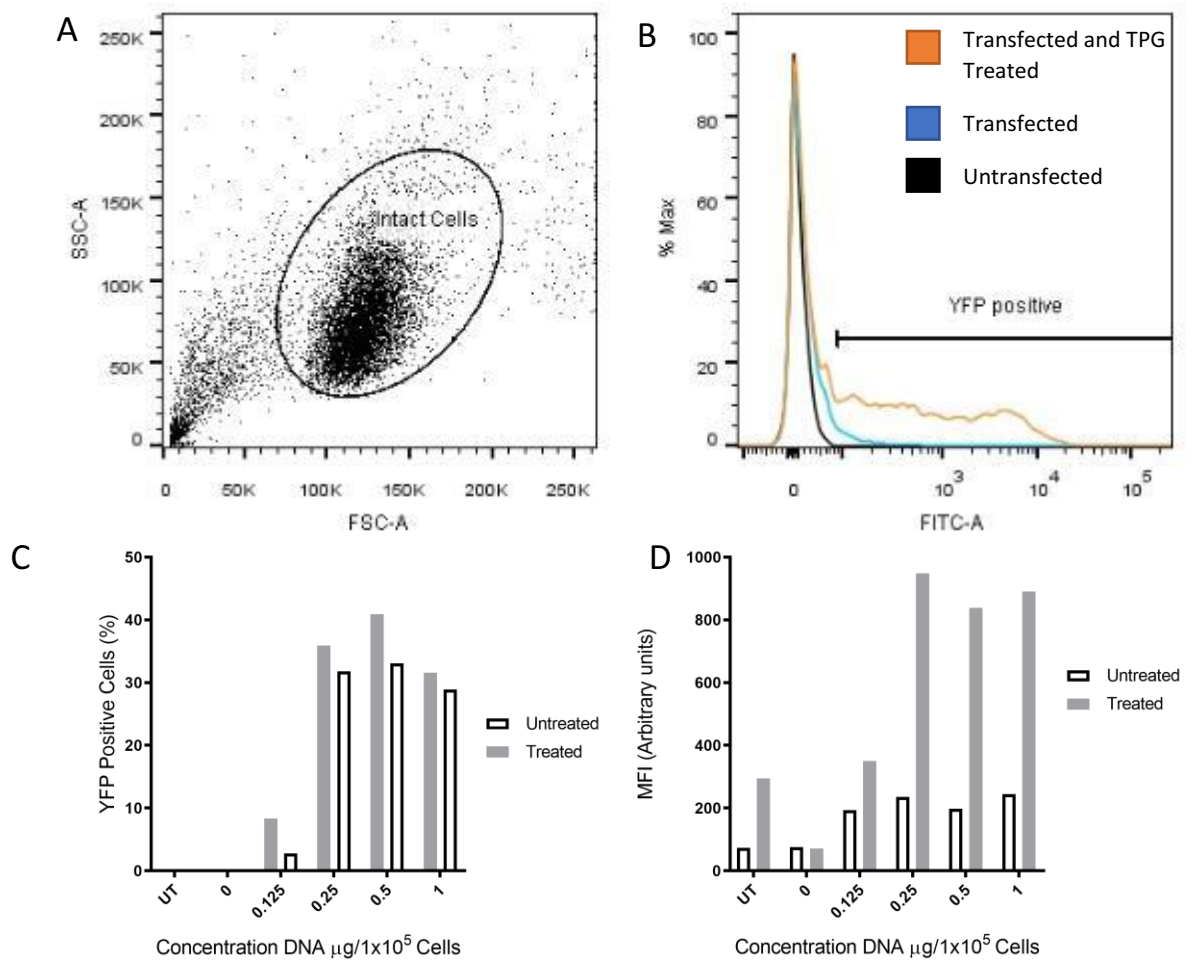 A
250K
200K
150K
100K
50K
0
SSC-A
Intact Cells
0 50K 100K 150K 200K 250K
FSC-A
B
100
80
60
40
20
0
% Max
Transfected and TPG
Treated
Transfected
Untransfected
YFP positive
0 10^3 10^4 10^5
FITC-A
C
50
40
30
20
10
0
YFP Positive Cells (%)
UT 0 0.125 0.25 0.5 1
Concentration DNA μg/1x10^5 Cells
Untreated
Treated
D
1000
800
600
400
200
0
MFI (Arbitrary units)
UT 0 0.125 0.25 0.5 1
Concentration DNA μg/1x10^5 Cells
Untreated
Treated